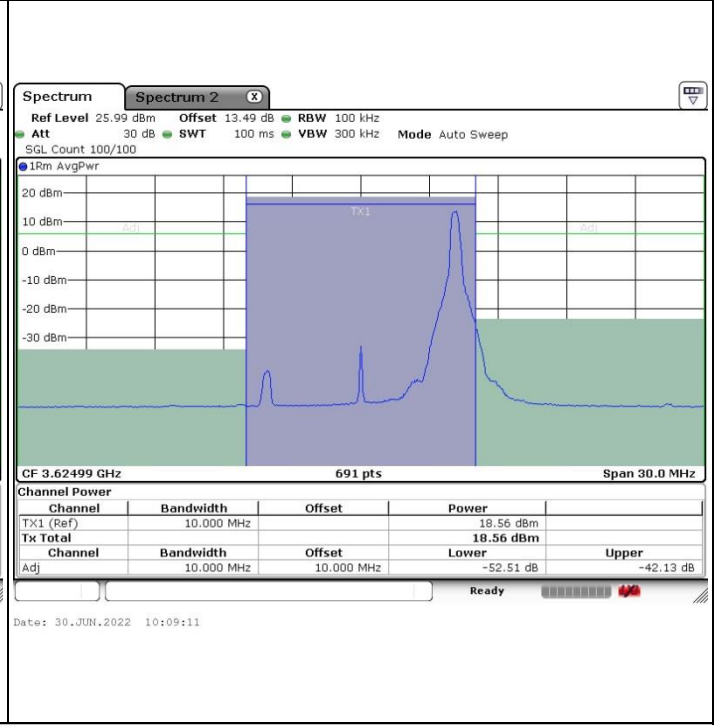 Spectrum Spectrum 2 X
Ref Level 25.99 dBm Offset 13.49 dB RBW 100 kHz
Att 30 dB SWT 100 ms VBW 300 kHz Mode Auto Sweep
SGL Count 100/100
1Rm AvgPwr
20 dBm
TX1
10 dBm
Adj Adj
0 dBm
-10 dBm
-20 dBm
-30 dBm
CF 3.62499 GHz 691 pts Span 30.0 MHz
Channel Power
Channel Bandwidth Offset Power
TX1 (Ref) 10.000 MHz 18.56 dBm
Tx Total 18.56 dBm
Channel Bandwidth Offset Lower Upper
Adj 10.000 MHz 10.000 MHz -52.51 dB -42.13 dB
Ready
Date: 30.JUN.2022 10:09:11